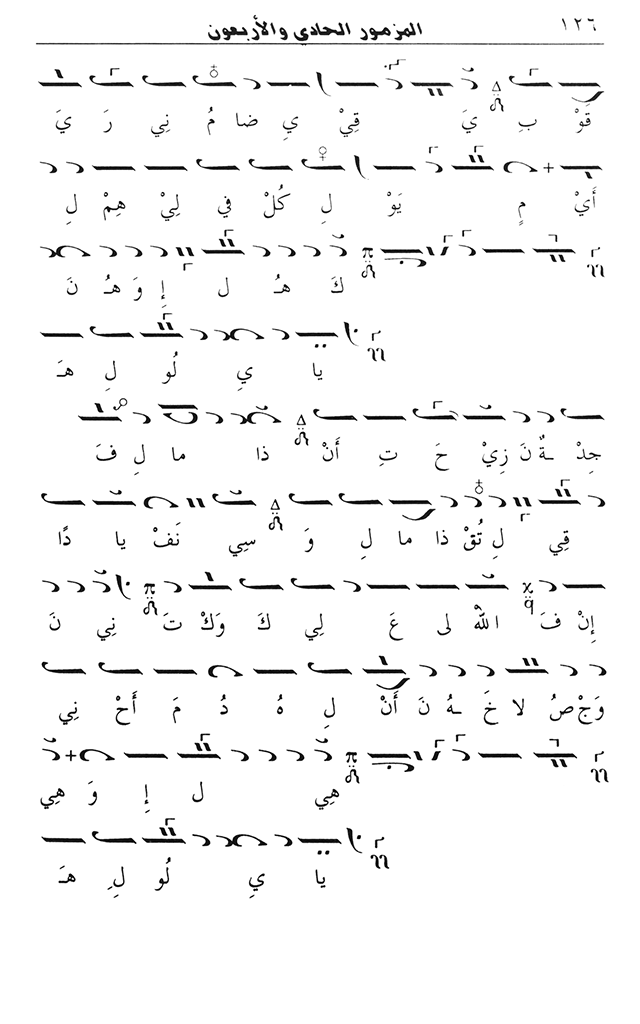 ١٢٦ المزمور الحادي والأربعون
يَ رَ نِي مُ ضا يِ قِيْ يَ بِ قَوْ
لِ هِمْ لِيْ في كُلْ لِ يَوْ مٍ أَيْ
نَ هُـ وَ إِ ل هُـ كَ
هَـ لِ لُو يِ يا
فَ لِ ما ذا أَنْ تِ حَ زِيْ نَ ـةٌ جِدْ
دًا يا نَفْ سِي وَ لِ ما ذا تُقْ لِ قِي
نَ نِي تَـ وَكْ كَ لِي عَ لى الله فَـ إِنْ
نِي أَحْ مَ دُ هُ لِ أَنْ نَ ـهُ خَـ لا صُ وَجْ
هِي وَ إِ ل هِي
هَـ لِ لُو يِ يا